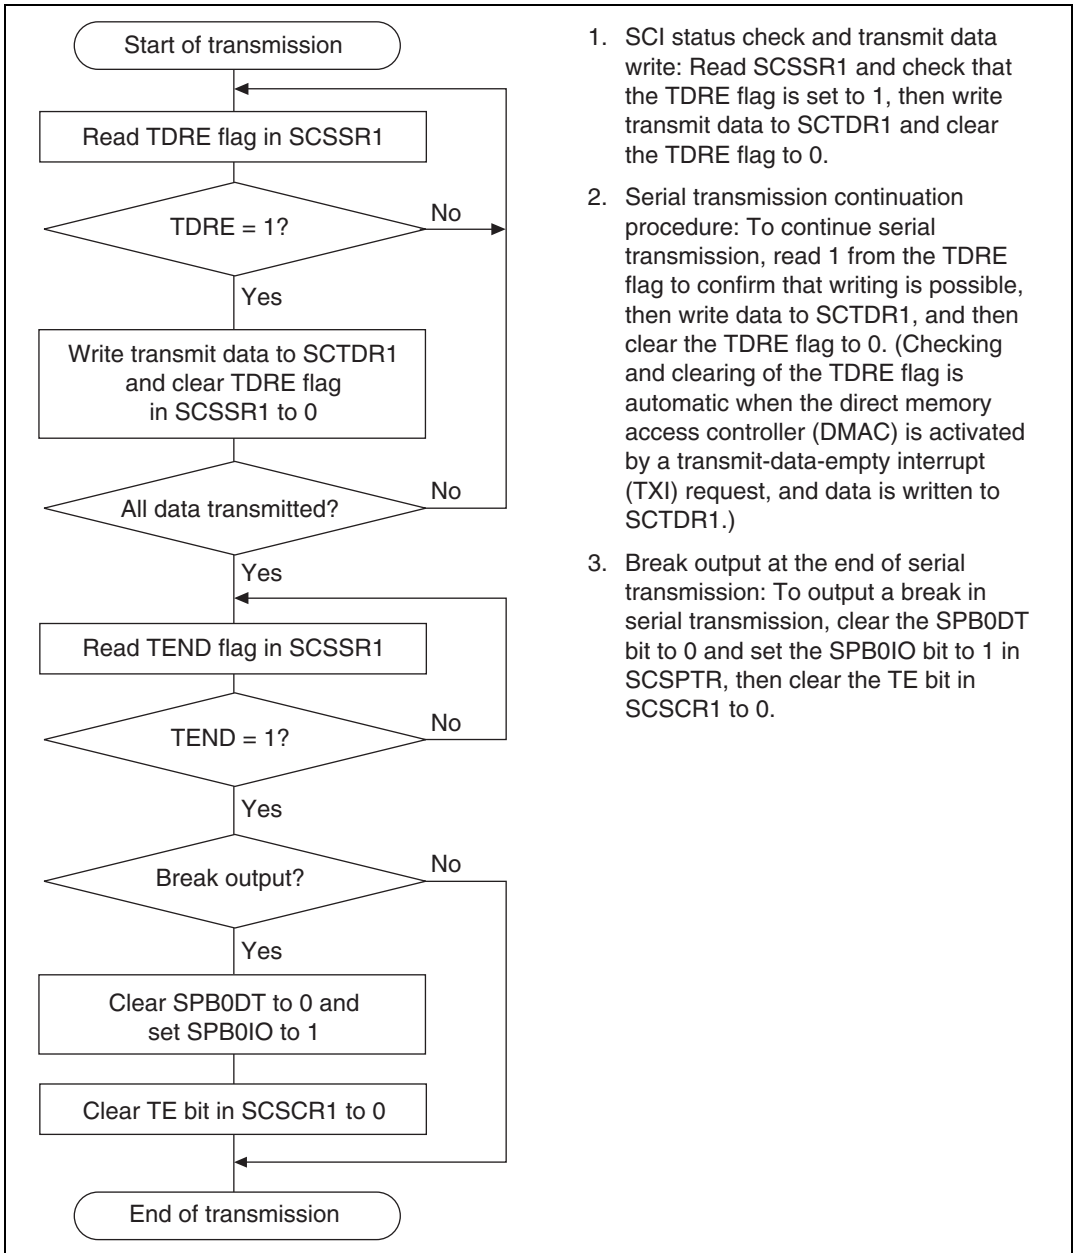 Start of transmission
Read TDRE flag in SCSSR1
TDRE = 1?
No
Yes
Write transmit data to SCTDR1
and clear TDRE flag
in SCSSR1 to 0
All data transmitted?
No
Yes
Read TEND flag in SCSSR1
TEND = 1?
No
Yes
Break output?
No
Yes
Clear SPB0DT to 0 and
set SPB0IO to 1
Clear TE bit in SCSCR1 to 0
End of transmission
1. SCI status check and transmit data
write: Read SCSSR1 and check that
the TDRE flag is set to 1, then write
transmit data to SCTDR1 and clear
the TDRE flag to 0.
2. Serial transmission continuation
procedure: To continue serial
transmission, read 1 from the TDRE
flag to confirm that writing is possible,
then write data to SCTDR1, and then
clear the TDRE flag to 0. (Checking
and clearing of the TDRE flag is
automatic when the direct memory
access controller (DMAC) is activated
by a transmit-data-empty interrupt
(TXI) request, and data is written to
SCTDR1.)
3. Break output at the end of serial
transmission: To output a break in
serial transmission, clear the SPB0DT
bit to 0 and set the SPB0IO bit to 1 in
SCSPTR, then clear the TE bit in
SCSCR1 to 0.